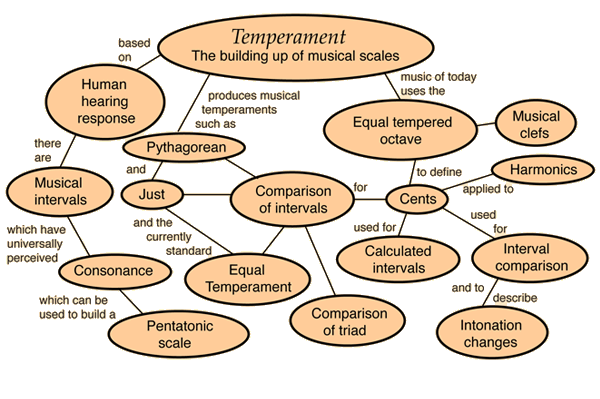 Temperament
The building up of musical scales
based
on
Human
hearing
response
produces musical
temperaments
such as
music of today
uses the
Equal tempered
octave
Musical
clefs
there
are
Pythagorean
and
Just
Comparison
of intervals
for
to define
Cents
Harmonics
applied to
Musical
intervals
which have
universally
perceived
and the
currently
standard
used for
used
for
Consonance
Equal
Temperament
Calculated
intervals
Interval
comparison
which can be
used to build a
and to
describe
Pentatonic
scale
Comparison
of triad
Intonation
changes